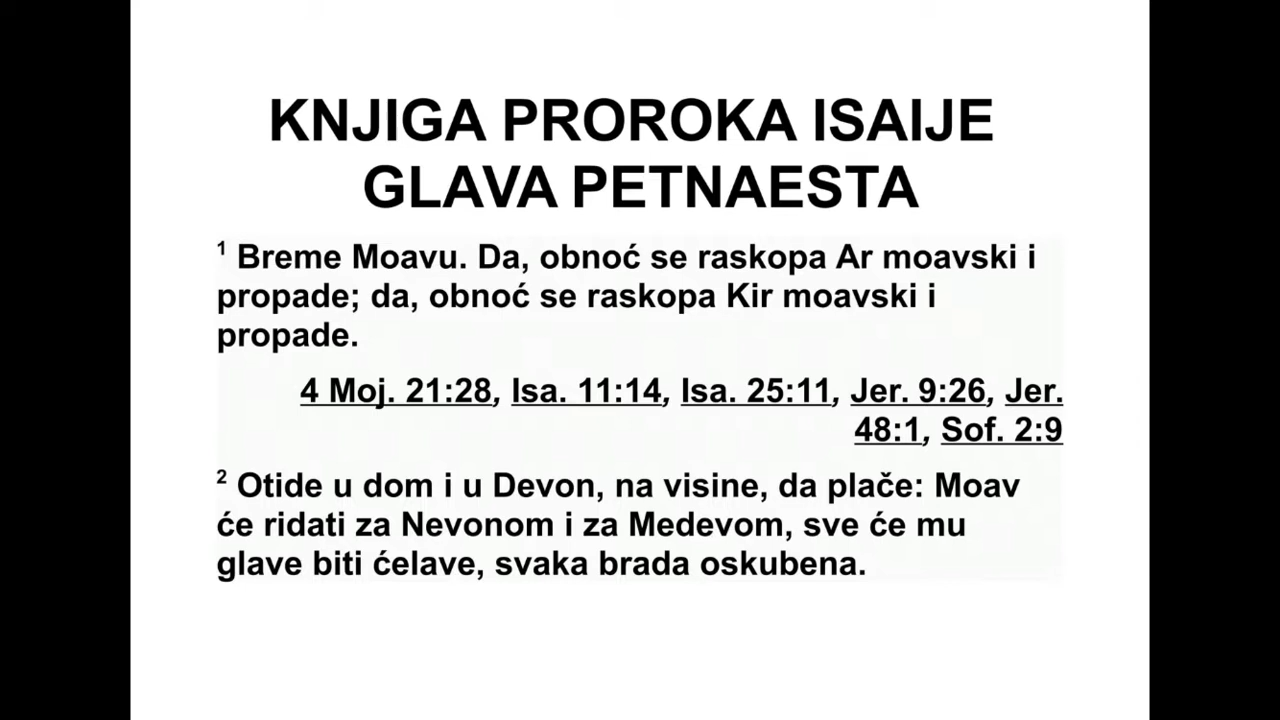 KNJIGA PROROKA ISAIJE
GLAVA PETNAESTA
1 Breme Moavu. Da, obnoć se raskopa Ar moavski i
propade; da, obnoć se raskopa Kir moavski i
propade.
4 Moj. 21:28, Isa. 11:14, Isa. 25:11, Jer. 9:26, Jer.
48:1, Sof. 2:9
2 Otide u dom i u Devon, na visine, da plače: Moav
će ridati za Nevonom i za Medevom, sve će mu
glave biti ćelave, svaka brada oskubena.